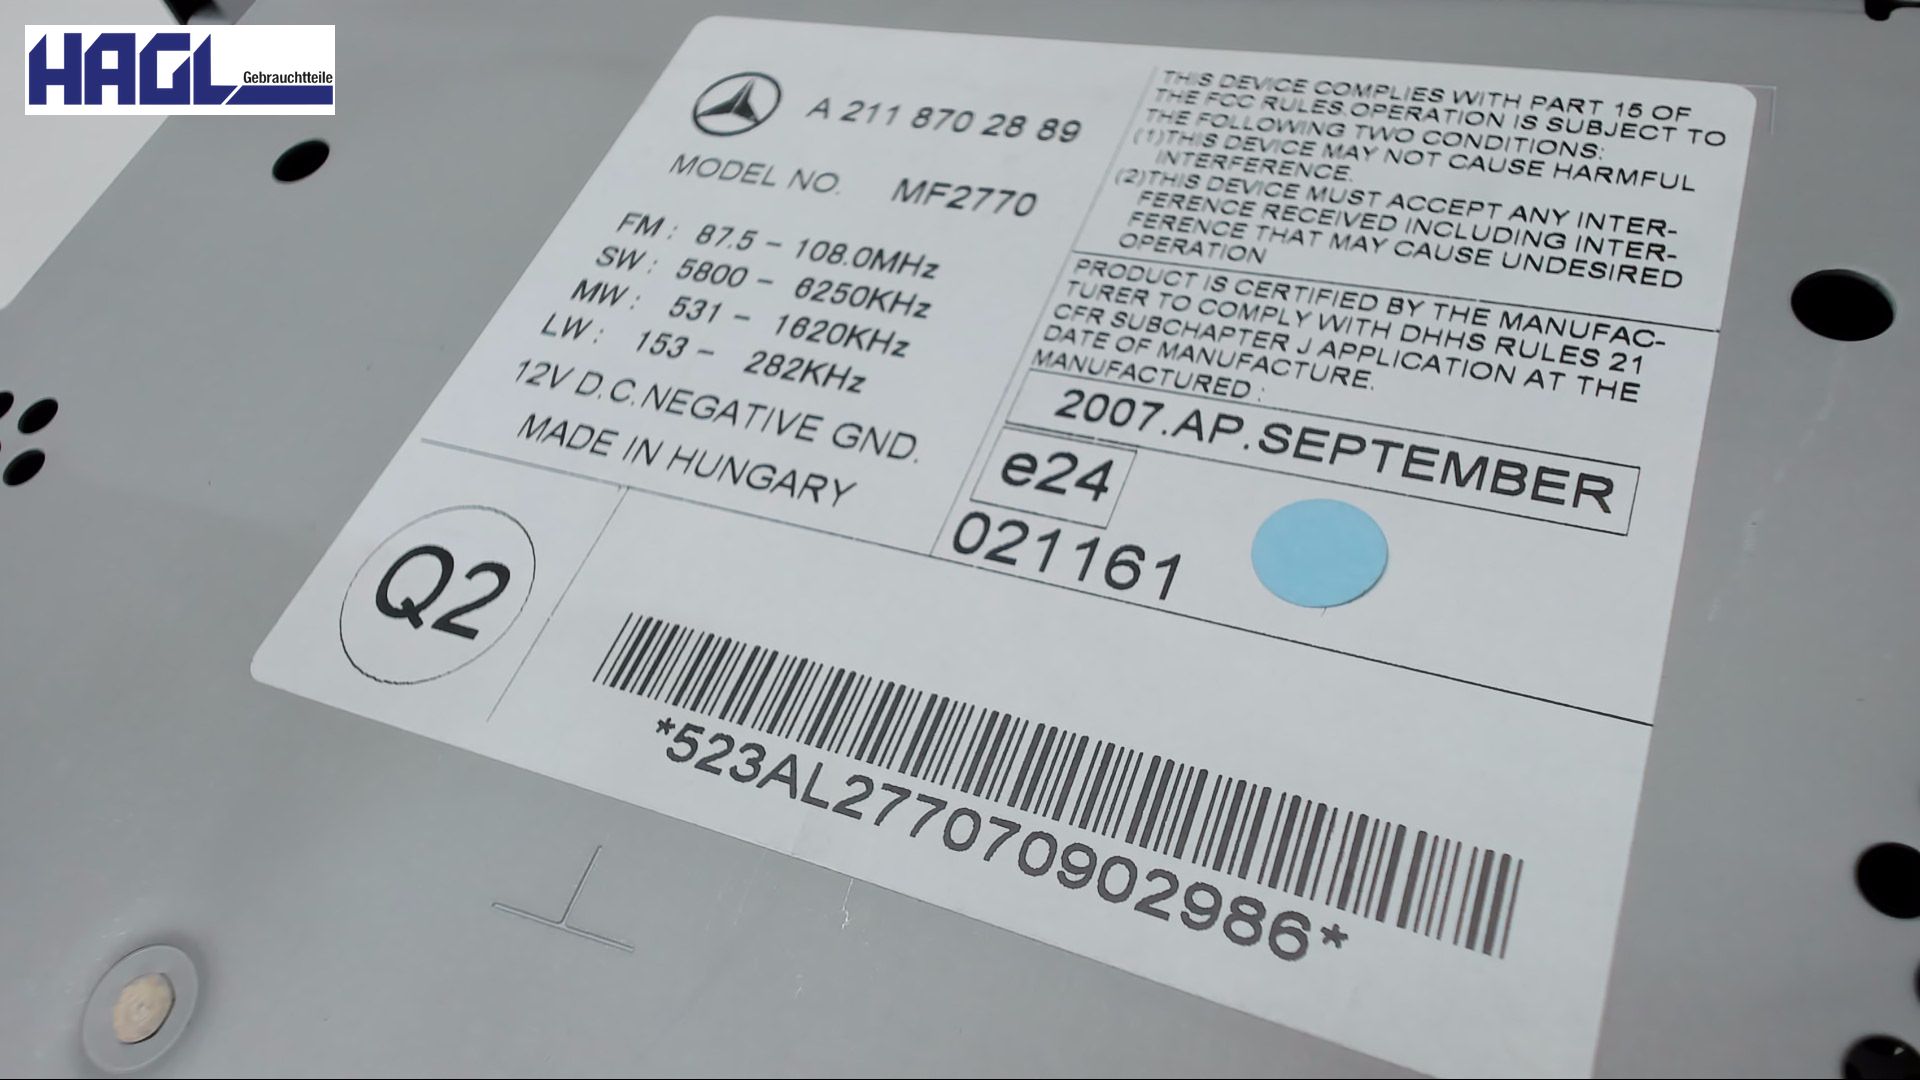 HAGL
Gebrauchtteile
A 211 870 28 89
MODEL NO. MF2770
FM : 87.5 – 108.0MHz
SW : 5800 – 6250KHz
MW : 531 – 1620KHz
LW : 153 – 282KHz
12V D.C.NEGATIVE GND.
MADE IN HUNGARY
THIS DEVICE COMPLIES WITH PART 15 OF
THE FCC RULES.OPERATION IS SUBJECT TO
THE FOLLOWING TWO CONDITIONS:
(1)THIS DEVICE MAY NOT CAUSE HARMFUL
INTERFERENCE.
(2)THIS DEVICE MUST ACCEPT ANY INTER-
FERENCE RECEIVED INCLUDING INTER-
FERENCE THAT MAY CAUSE UNDESIRED
OPERATION
PRODUCT IS CERTIFIED BY THE MANUFAC-
TURER TO COMPLY WITH DHHS RULES 21
CFR SUBCHAPTER J APPLICATION AT THE
DATE OF MANUFACTURE.
MANUFACTURED :
2007.AP.SEPTEMBER
e24
021161
Q2
*523AL277070902986*